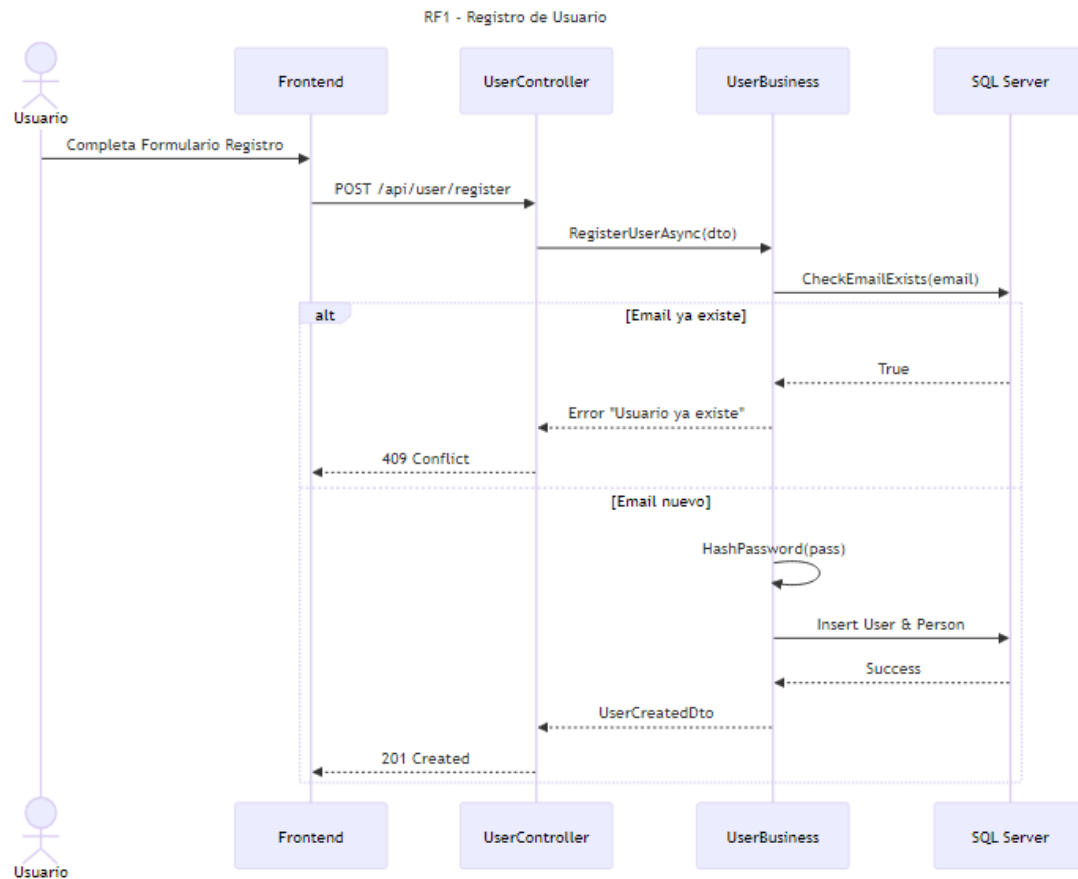 RF1 - Registro de Usuario
Usuario
Frontend
UserController
UserBusiness
SQL Server
Completa Formulario Registro
POST /api/user/register
RegisterUserAsync(dto)
CheckEmailExists(email)
alt
[Email ya existe]
True
Error "Usuario ya existe"
409 Conflict
[Email nuevo]
HashPassword(pass)
Insert User & Person
Success
UserCreatedDto
201 Created
Usuario
Frontend
UserController
UserBusiness
SQL Server